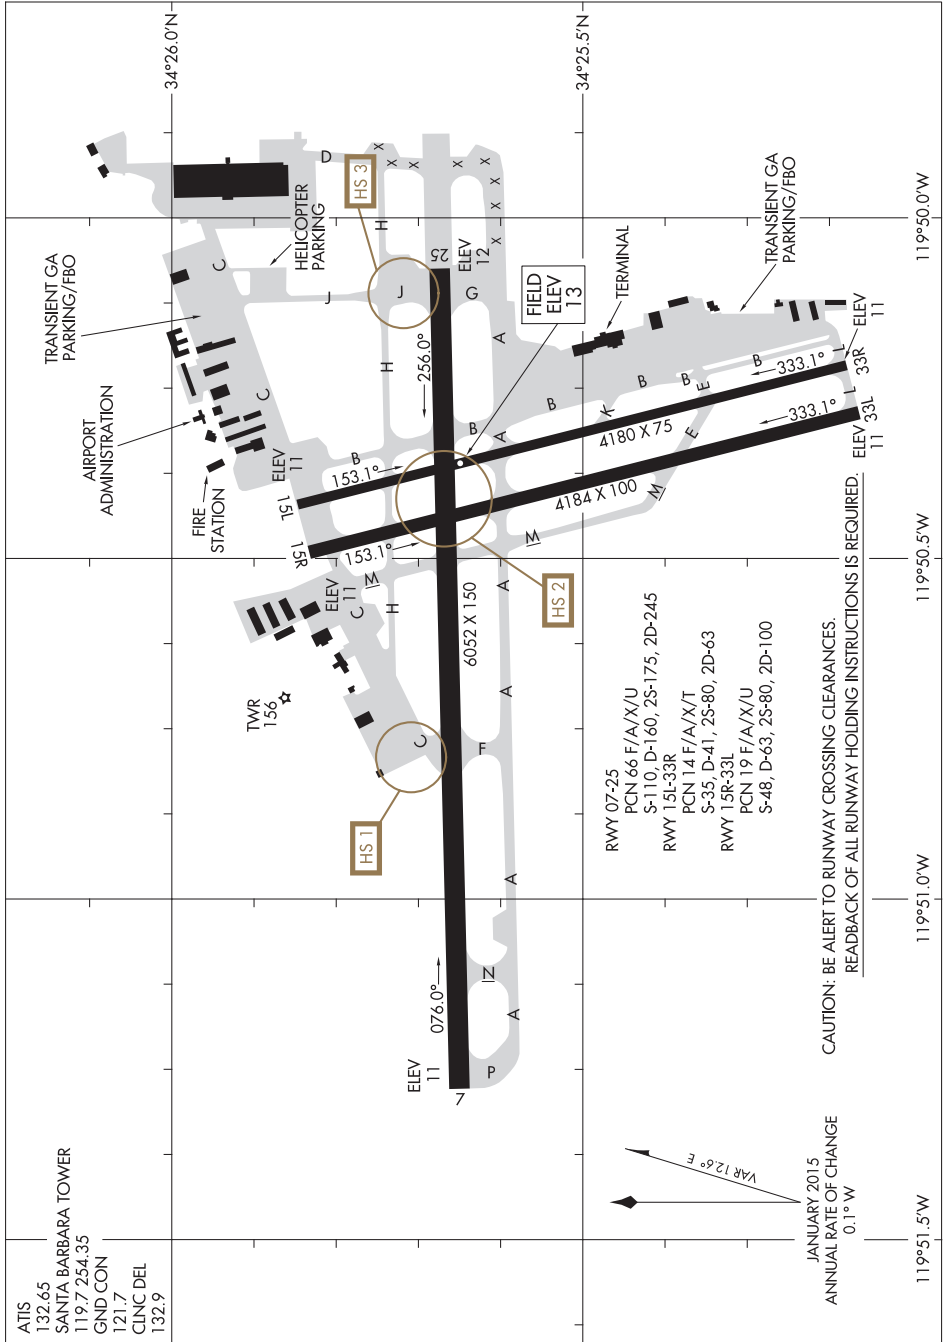 ATIS
132.65
SANTA BARBARA TOWER
119.7 254.35
GND CON
121.7
CLNC DEL
132.9
34°26.0'N
34°25.5'N
TRANSIENT GA
PARKING/FBO
AIRPORT
ADMINISTRATION
FIRE
STATION
HELICOPTER
PARKING
D
HS 3
X
X
X
X
X
X
X
X
C
C
J
J
H
H
H
25
ELEV
12
G
256.0°
FIELD
ELEV
13
TERMINAL
TRANSIENT GA
PARKING/FBO
119°50.0'W
ELEV
11
33R
L
L
ELEV
11
33L
333.1°
333.1°
A
A
A
A
A
A
B
B
B
B
B
B
K
E
E
4180 X 75
4184 X 100
M
M
M
ELEV
11
15L
153.1°
15R
153.1°
ELEV
11
C
C
HS 2
119°50.5'W
TWR
156
HS 1
6052 X 150
F
RWY 07-25
PCN 66 F/A/X/U
S-110, D-160, 2S-175, 2D-245
RWY 15L-33R
PCN 14 F/A/X/T
S-35, D-41, 2S-80, 2D-63
RWY 15R-33L
PCN 19 F/A/X/U
S-48, D-63, 2S-80, 2D-100
CAUTION: BE ALERT TO RUNWAY CROSSING CLEARANCES.
READBACK OF ALL RUNWAY HOLDING INSTRUCTIONS IS REQUIRED.
119°51.0'W
076.0°
N
P
ELEV
11
7
VAR 12.6° E
JANUARY 2015
ANNUAL RATE OF CHANGE
0.1° W
119°51.5'W